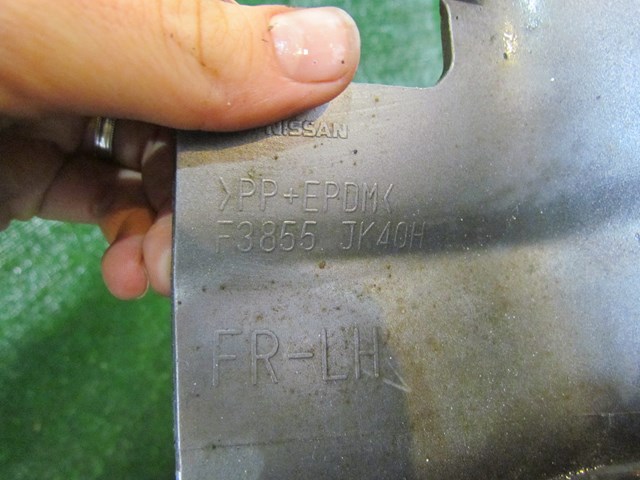 NISSAN
>PP+EPDM<
F3855 JK40H
FR-LH